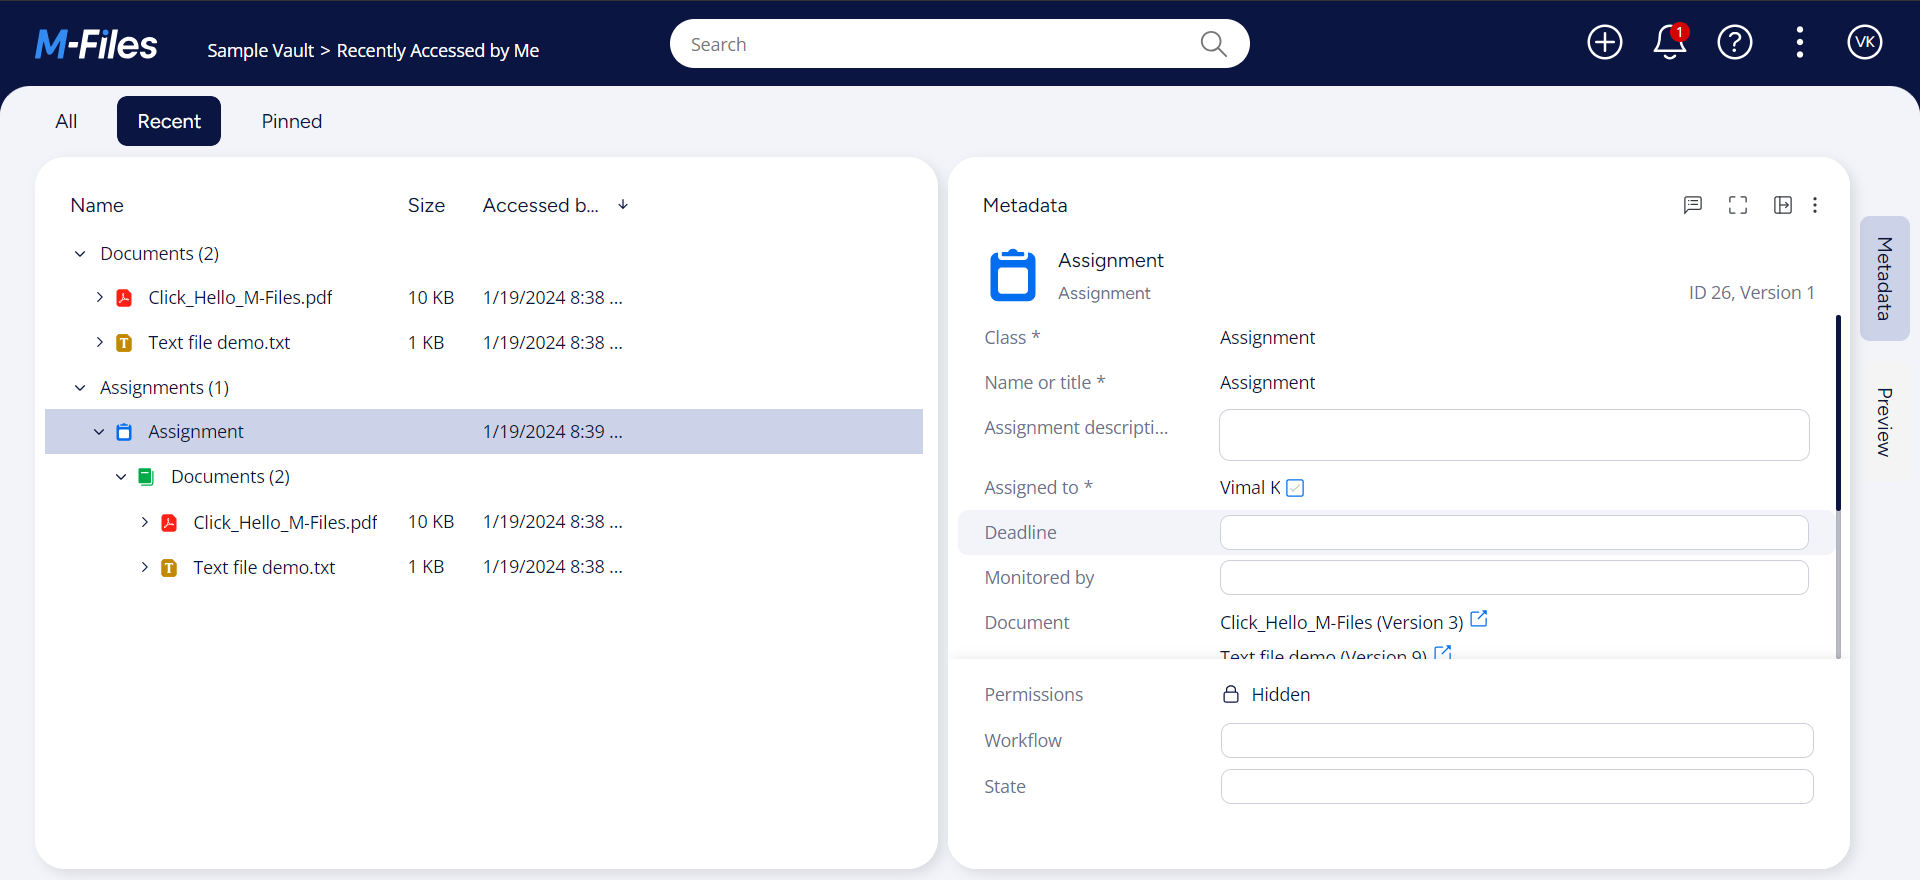 M-Files
Sample Vault > Recently Accessed by Me
Search
1
VK
All
Recent
Pinned
Name
Size
Accessed b...
Documents (2)
Click_Hello_M-Files.pdf
10 KB
1/19/2024 8:38 ...
Text file demo.txt
1 KB
1/19/2024 8:38 ...
Assignments (1)
Assignment
1/19/2024 8:39 ...
Documents (2)
Click_Hello_M-Files.pdf
10 KB
1/19/2024 8:38 ...
Text file demo.txt
1 KB
1/19/2024 8:38 ...
Metadata
Assignment
Assignment
ID 26, Version 1
Class *
Assignment
Name or title *
Assignment
Assignment descripti...
Assigned to *
Vimal K
Deadline
Monitored by
Document
Click_Hello_M-Files (Version 3)
Text file demo (Version 9)
Permissions
Hidden
Workflow
State
Metadata
Preview